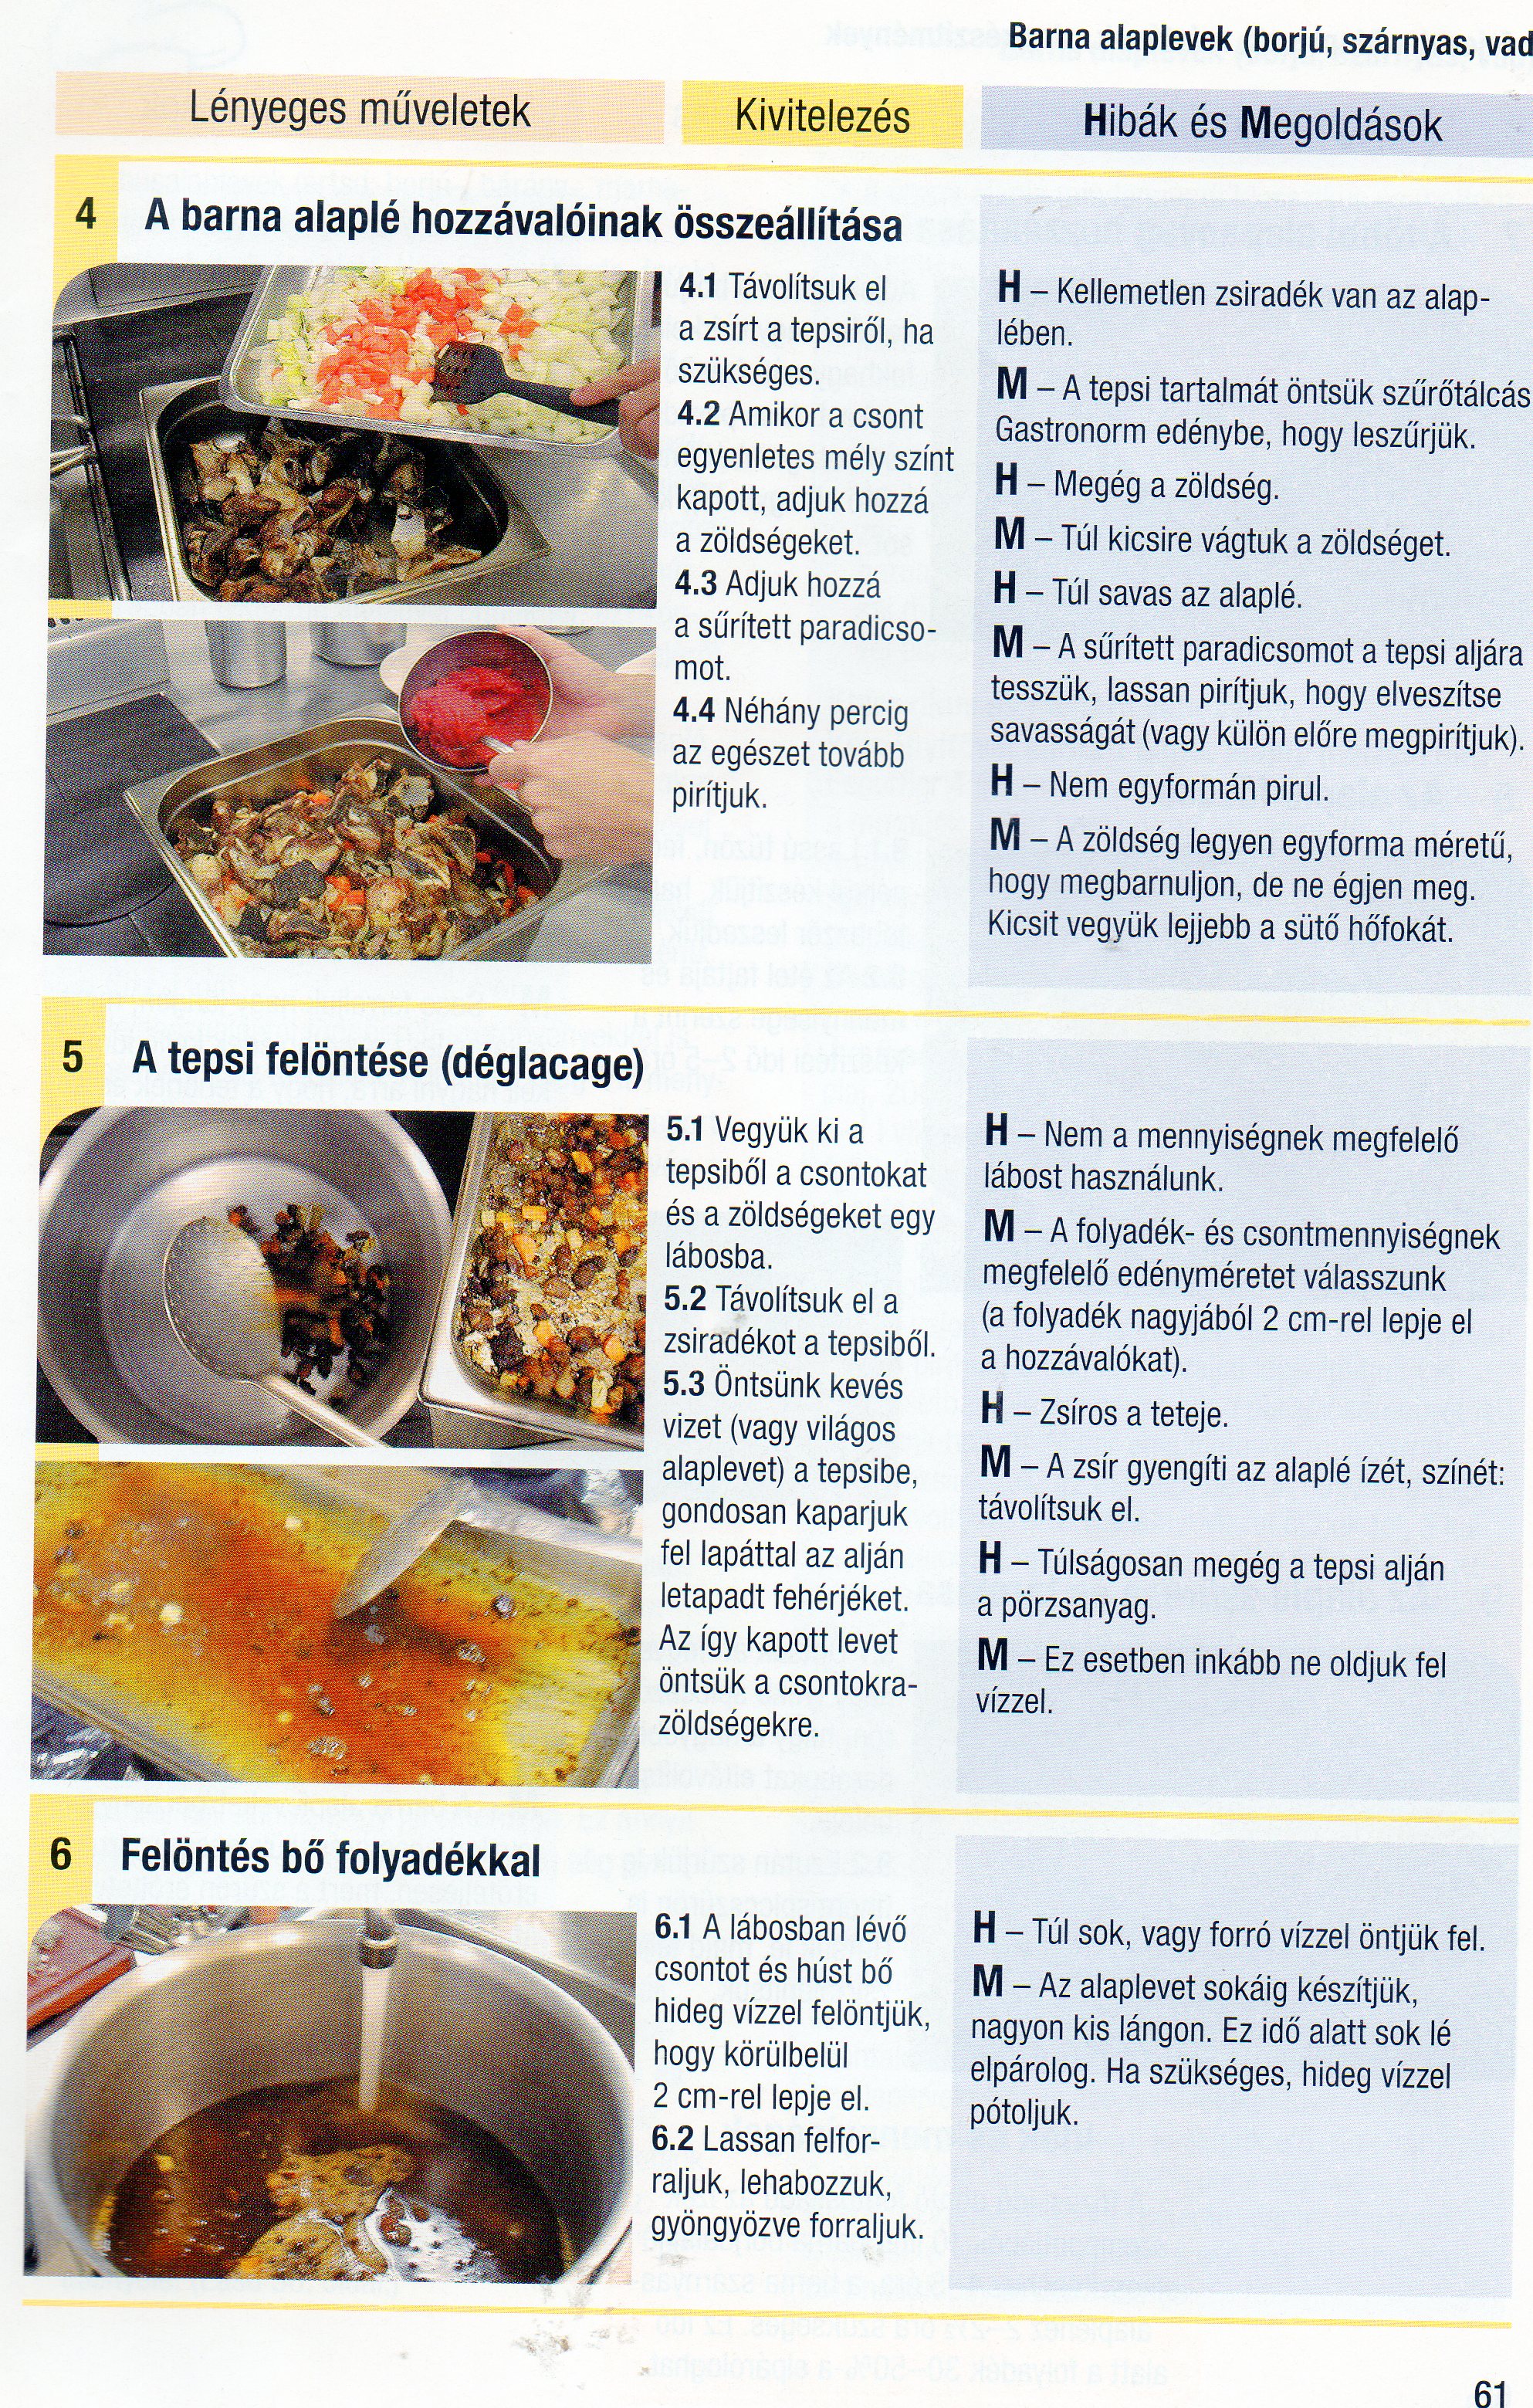 Barna alaplevek (borjú, szárnyas, vad
Lényeges műveletek
Kivitelezés
Hibák és Megoldások
4
A barna alaplé hozzávalóinak összeállítása
4.1 Távolítsuk el
a zsírt a tepsiről, ha
szükséges.
4.2 Amikor a csont
egyenletes mély színt
kapott, adjuk hozzá
a zöldségeket.
4.3 Adjuk hozzá
a sűrített paradicso-
mot.
4.4 Néhány percig
az egészet tovább
pirítjuk.
H – Kellemetlen zsiradék van az alap-
lében.
M – A tepsi tartalmát öntsük szűrőtálcás
Gastronorm edénybe, hogy leszűrjük.
H – Megég a zöldség.
M – Túl kicsire vágtuk a zöldséget.
H – Túl savas az alaplé.
M – A sűrített paradicsomot a tepsi aljára
tesszük, lassan pirítjuk, hogy elveszítse
savasságát (vagy külön előre megpirítjuk).
H – Nem egyformán pirul.
M – A zöldség legyen egyforma méretű,
hogy megbarnuljon, de ne égjen meg.
Kicsit vegyük lejjebb a sütő hőfokát.
5
A tepsi felöntése (déglacage)
5.1 Vegyük ki a
tepsiből a csontokat
és a zöldségeket egy
lábosba.
5.2 Távolítsuk el a
zsiradékot a tepsiből.
5.3 Öntsünk kevés
vizet (vagy világos
alaplevet) a tepsibe,
gondosan kaparjuk
fel lapáttal az alján
letapadt fehérjéket.
Az így kapott levet
öntsük a csontokra-
zöldségekre.
H – Nem a mennyiségnek megfelelő
lábost használunk.
M – A folyadék- és csontmennyiségnek
megfelelő edényméretet válasszunk
(a folyadék nagyjából 2 cm-rel lepje el
a hozzávalókat).
H – Zsíros a teteje.
M – A zsír gyengíti az alaplé ízét, színét:
távolítsuk el.
H – Túlságosan megég a tepsi alján
a pörzsanyag.
M – Ez esetben inkább ne oldjuk fel
vízzel.
6
Felöntés bő folyadékkal
6.1 A lábosban lévő
csontot és húst bő
hideg vízzel felöntjük,
hogy körülbelül
2 cm-rel lepje el.
6.2 Lassan felfor-
raljuk, lehabozzuk,
gyöngyözve forraljuk.
H – Túl sok, vagy forró vízzel öntjük fel.
M – Az alaplevet sokáig készítjük,
nagyon kis lángon. Ez idő alatt sok lé
elpárolog. Ha szükséges, hideg vízzel
pótoljuk.
61